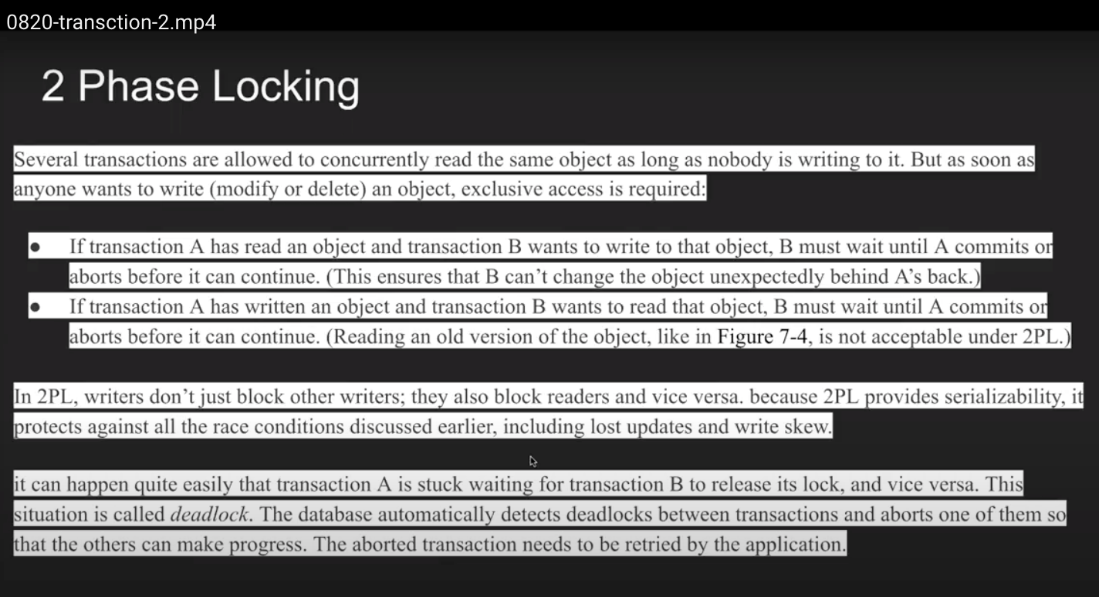 0820-transction-2.mp4
2 Phase Locking
Several transactions are allowed to concurrently read the same object as long as nobody is writing to it. But as soon as
anyone wants to write (modify or delete) an object, exclusive access is required:
● If transaction A has read an object and transaction B wants to write to that object, B must wait until A commits or
aborts before it can continue. (This ensures that B can’t change the object unexpectedly behind A’s back.)
● If transaction A has written an object and transaction B wants to read that object, B must wait until A commits or
aborts before it can continue. (Reading an old version of the object, like in Figure 7-4, is not acceptable under 2PL.)
In 2PL, writers don’t just block other writers; they also block readers and vice versa. because 2PL provides serializability, it
protects against all the race conditions discussed earlier, including lost updates and write skew.
it can happen quite easily that transaction A is stuck waiting for transaction B to release its lock, and vice versa. This
situation is called deadlock. The database automatically detects deadlocks between transactions and aborts one of them so
that the others can make progress. The aborted transaction needs to be retried by the application.